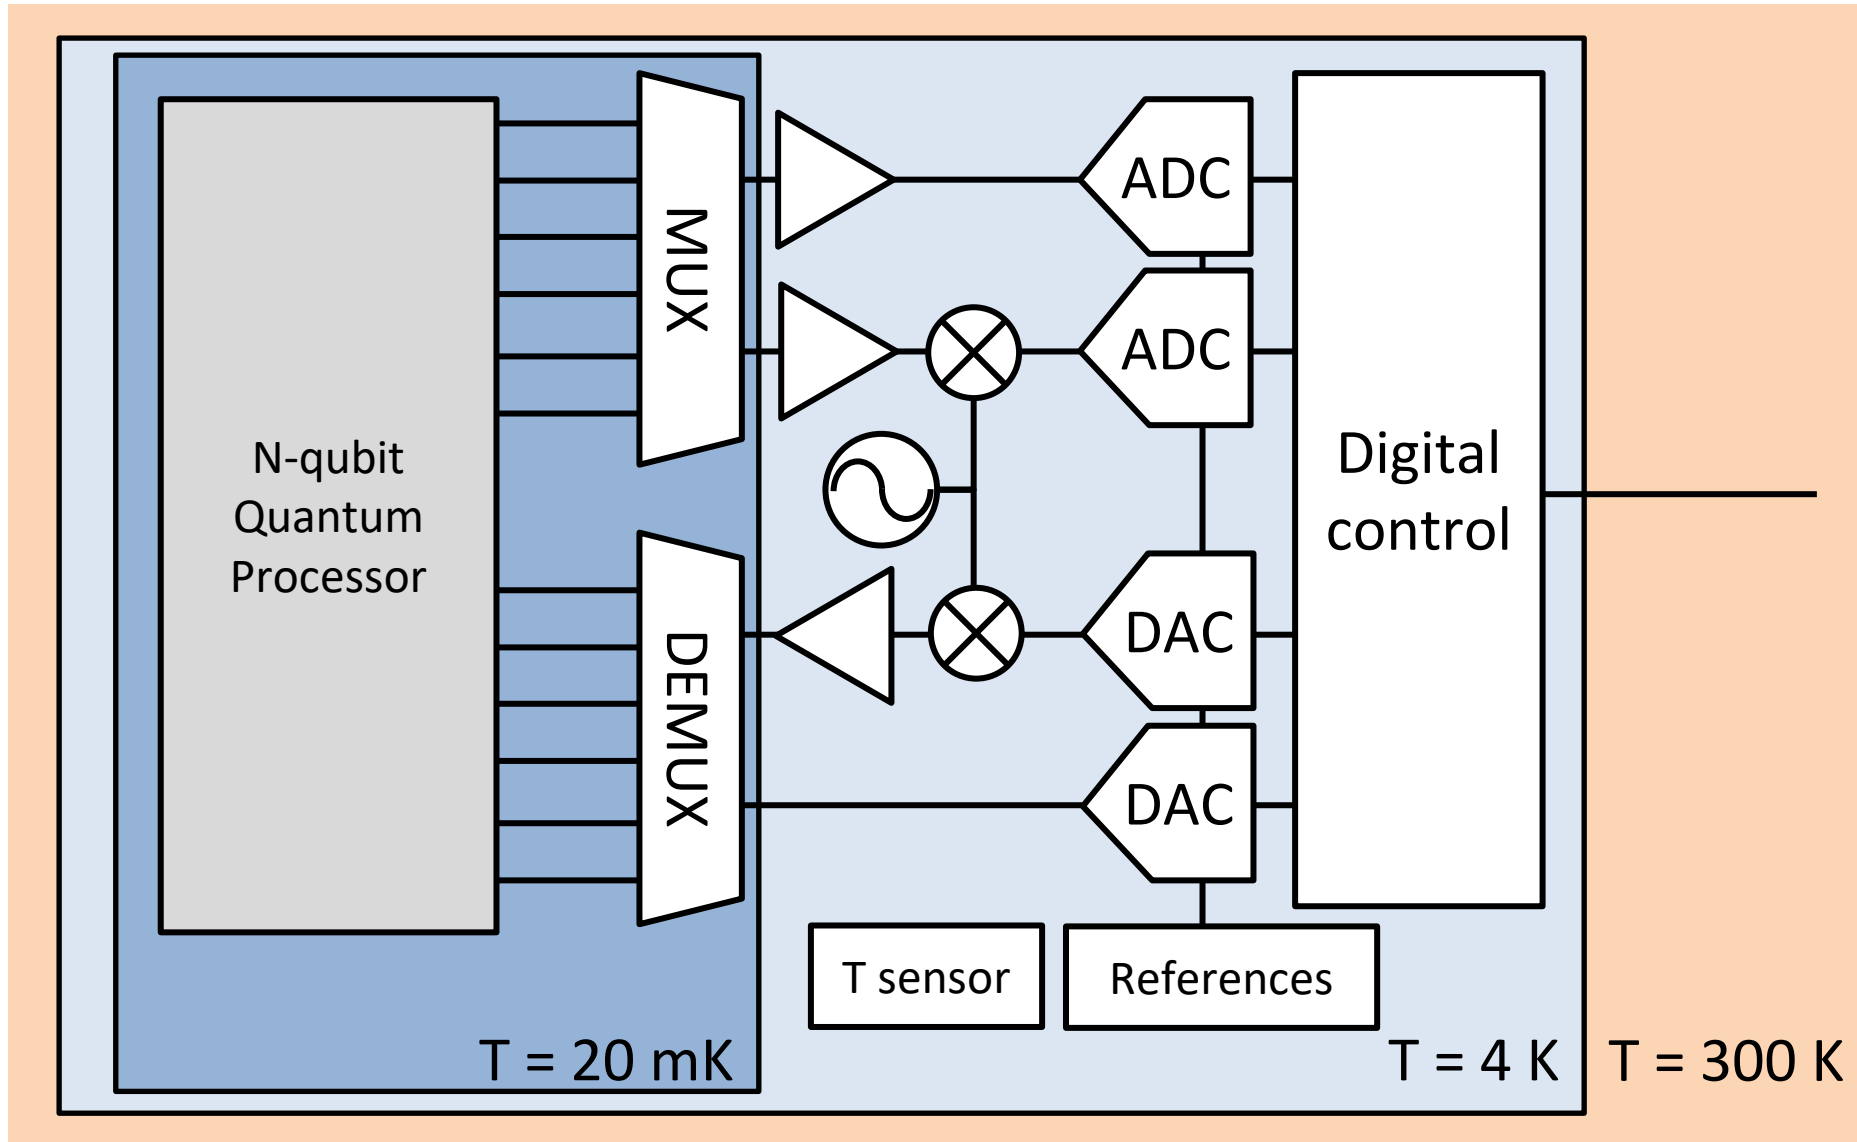 N-qubit
Quantum
Processor
MUX
DEMUX
ADC
ADC
DAC
DAC
Digital
control
T sensor
References
T = 20 mK
T = 4 K
T = 300 K